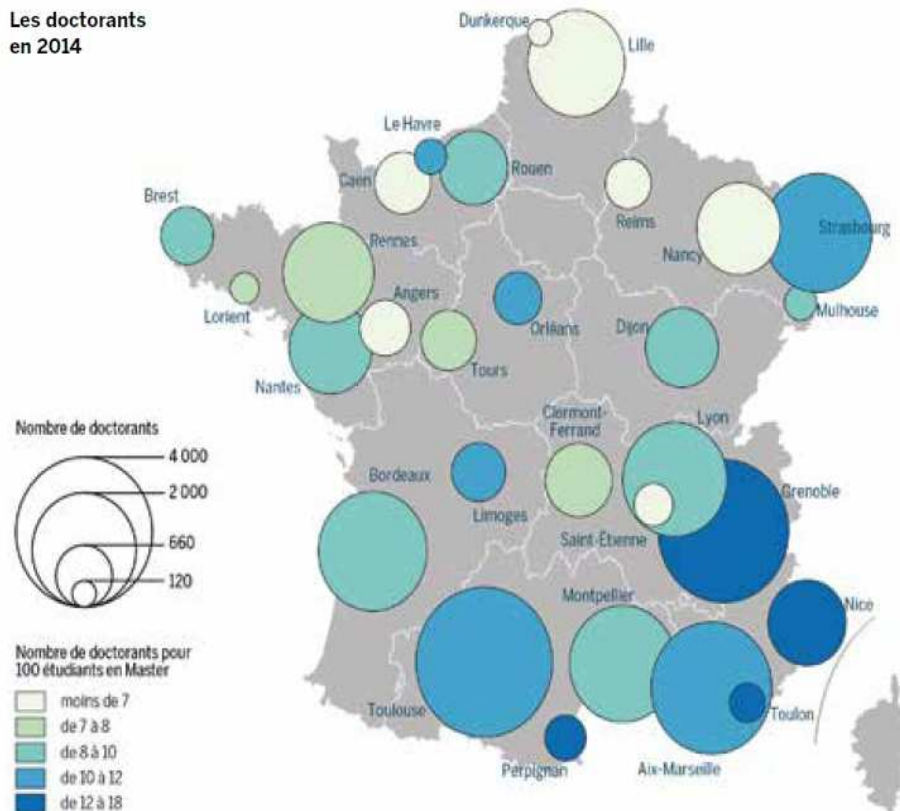 Les doctorants
en 2014
Dunkerque
Lille
Le Havre
Caen
Rouen
Reims
Brest
Strasbourg
Nancy
Rennes
Lorient
Angers
Orléans
Mulhouse
Dijon
Tours
Nantes
Clermont-
Ferrand
Lyon
Nombre de doctorants
4 000
2 000
660
120
Bordeaux
Grenoble
Limoges
Saint-Étienne
Montpellier
Nice
Nombre de doctorants pour
100 étudiants en Master
moins de 7
de 7 à 8
de 8 à 10
de 10 à 12
de 12 à 18
Toulouse
Toulon
Perpignan
Aix-Marseille